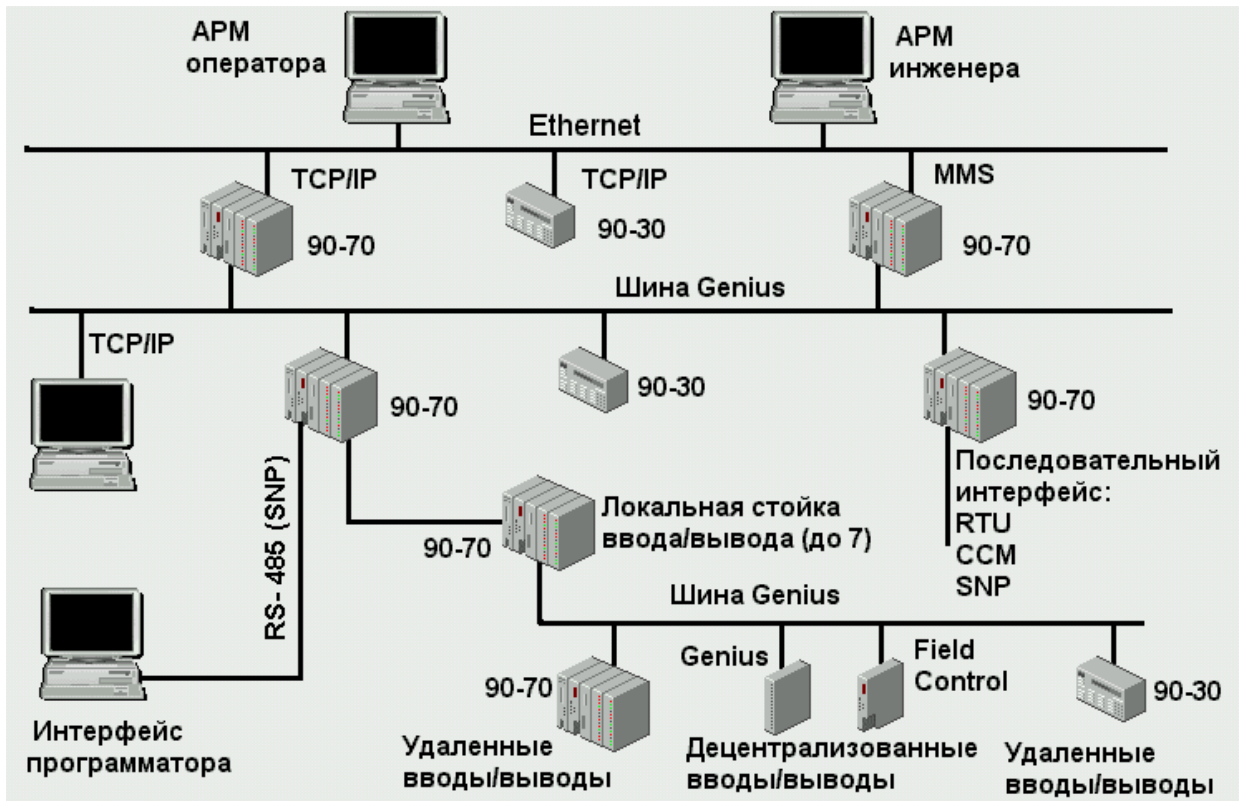 АРМ
оператора
АРМ
инженера
Ethernet
TCP/IP
TCP/IP
MMS
90-70
90-30
90-70
Шина Genius
TCP/IP
90-70
90-30
90-70
Последовательный
интерфейс:
RTU
CCM
SNP
RS- 485 (SNP)
90-70
Локальная стойка
ввода/вывода (до 7)
Шина Genius
90-70
Genius
Field
Control
90-30
Интерфейс
программатора
Удаленные
вводы/выводы
Децентрализованные
вводы/выводы
Удаленные
вводы/выводы